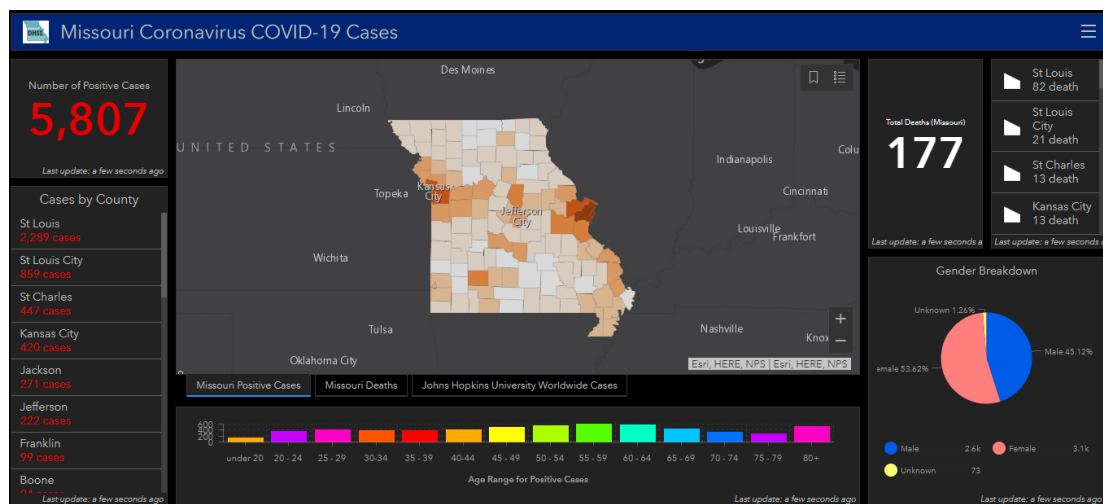 DHSS
Missouri Coronavirus COVID-19 Cases
Number of Positive Cases
5,807
Last update: a few seconds ago
Cases by County
St Louis
2,289 cases
St Louis City
859 cases
St Charles
447 cases
Kansas City
420 cases
Jackson
271 cases
Jefferson
222 cases
Franklin
99 cases
Boone
Last update: a few seconds ago
Des Moines
Lincoln
UNITED STATES
Indianapolis
Colu
Topeka
Kansas
City
Cincinnati
Jefferson
City
Louisville
Frankfort
Wichita
Tulsa
Nashville
Knox
Oklahoma City
+
−
Esri, HERE, NPS | Esri, HERE, NPS
Missouri Positive Cases
Missouri Deaths
Johns Hopkins University Worldwide Cases
600
400
200
0
under 20
20 - 24
25 - 29
30-34
35 - 39
40-44
45 - 49
50 - 54
55 - 59
60 - 64
65 - 69
70 - 74
75 - 79
80+
Age Range for Positive Cases
Last update: a few seconds ago
Total Deaths (Missouri)
177
Last update: a few seconds a
St Louis
82 death
St Louis
City
21 death
St Charles
13 death
Kansas City
13 death
Last update: a few seconds a
Gender Breakdown
Unknown 1.26%
Male 45.12%
emale 53.62%
Male 2.6k
Female 3.1k
Unknown 73
Last update: a few seconds ago